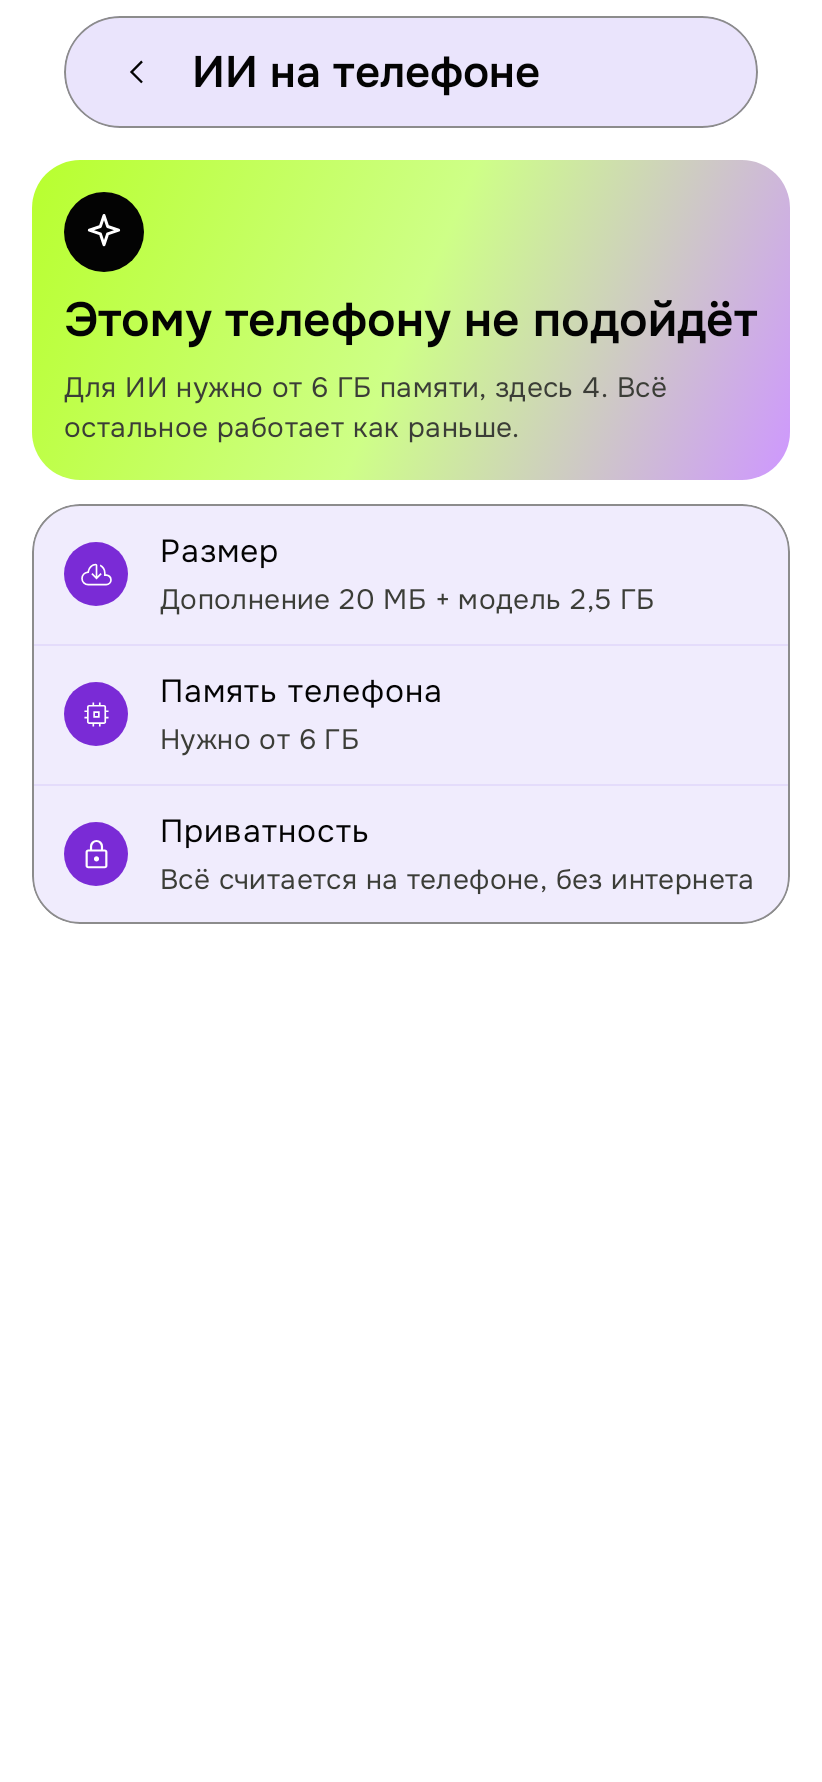 ИИ на телефоне
Этому телефону не подойдёт
Для ИИ нужно от 6 ГБ памяти, здесь 4. Всё
остальное работает как раньше.
Размер
Дополнение 20 МБ + модель 2,5 ГБ
Память телефона
Нужно от 6 ГБ
Приватность
Всё считается на телефоне, без интернета